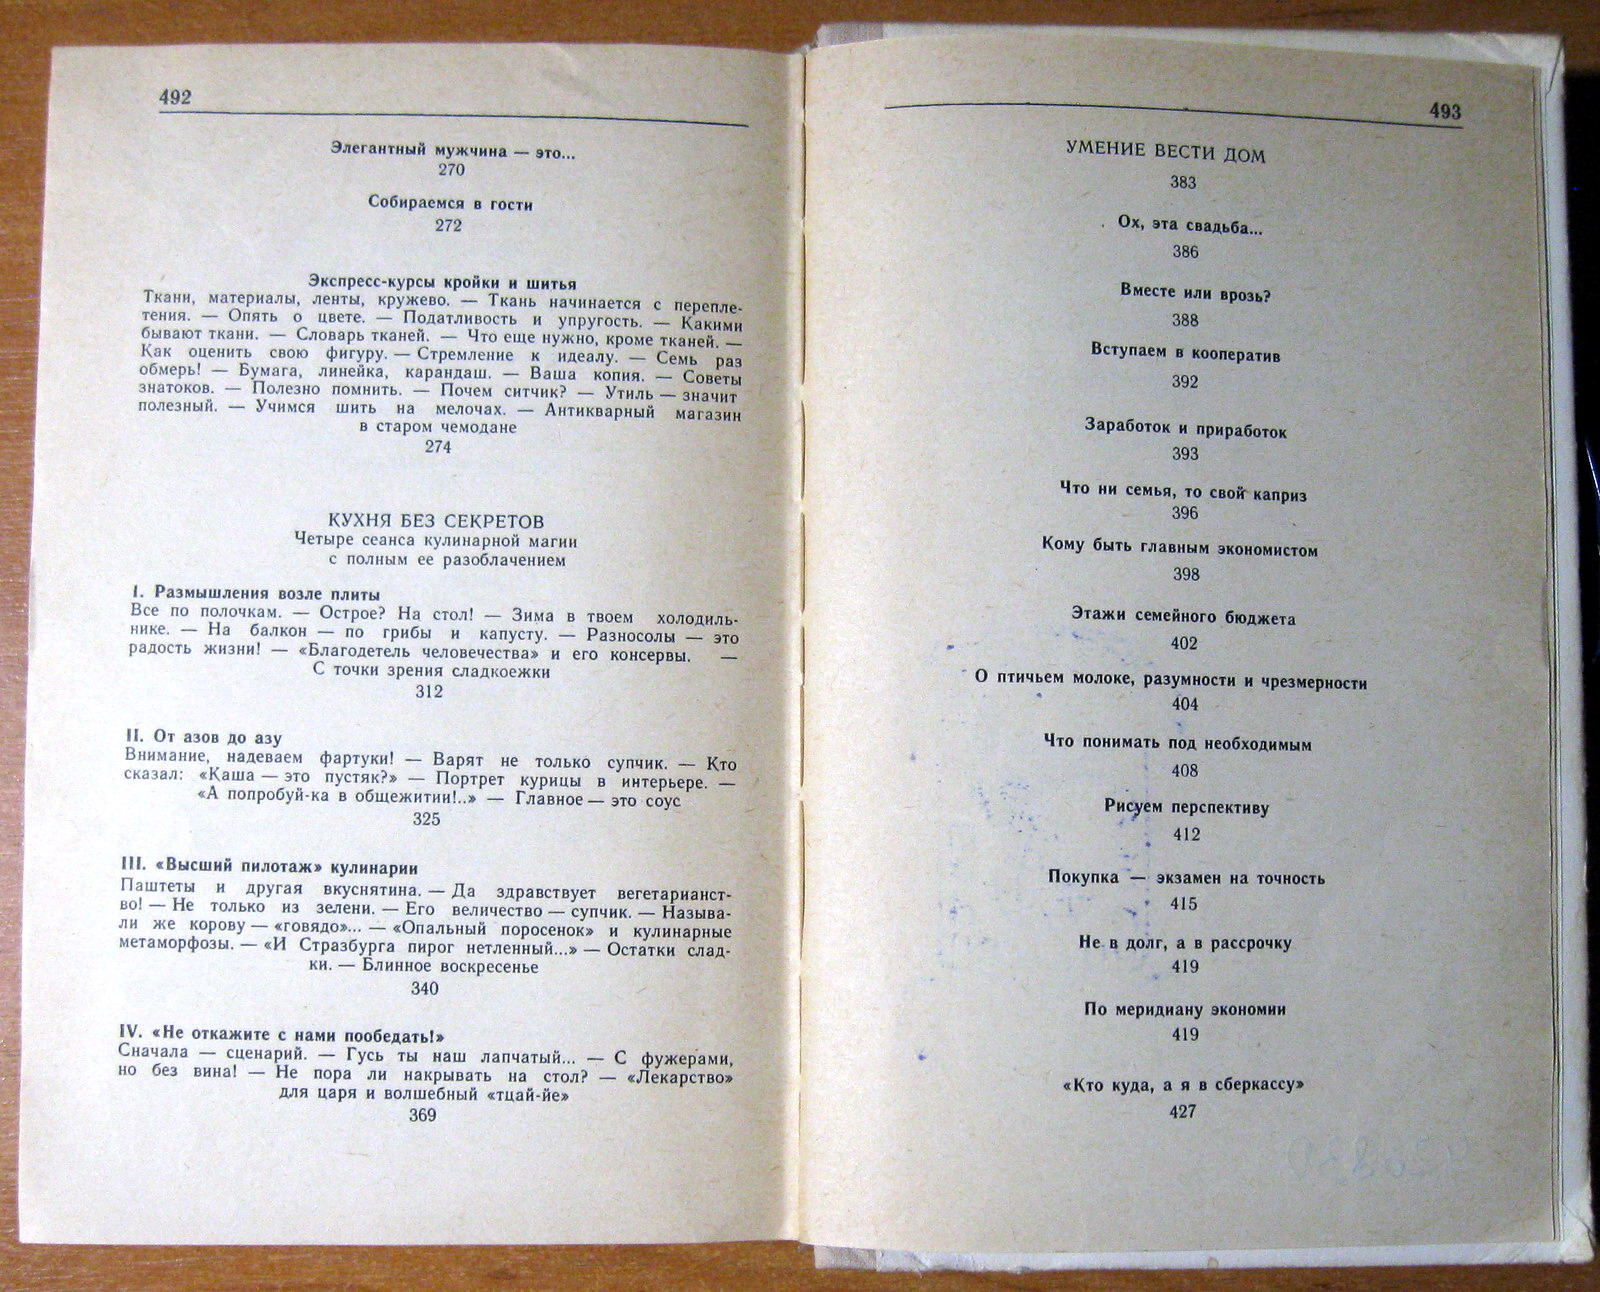 492
Элегантный мужчина — это...
270
Собираемся в гости
272
Экспресс-курсы кройки и шитья
Ткани, материалы, ленты, кружево. — Ткань начинается с перепле-
тения. — Опять о цвете. — Податливость и упругость. — Какими
бывают ткани. — Словарь тканей. — Что еще нужно, кроме тканей. —
Как оценить свою фигуру. — Стремление к идеалу. — Семь раз
обмерь! — Бумага, линейка, карандаш. — Ваша копия. — Советы
знатоков. — Полезно помнить. — Почем ситчик? — Утиль — значит
полезный. — Учимся шить на мелочах. — Антикварный магазин
в старом чемодане
274
КУХНЯ БЕЗ СЕКРЕТОВ
Четыре сеанса кулинарной магии
с полным ее разоблачением
I. Размышления возле плиты
Все по полочкам. — Острое? На стол! — Зима в твоем холодиль-
нике. — На балкон — по грибы и капусту. — Разносолы — это
радость жизни! — «Благодетель человечества» и его консервы. —
С точки зрения сладкоежки
312
II. От азов до азу
Внимание, надеваем фартуки! — Варят не только супчик. — Кто
сказал: «Каша — это пустяк?» — Портрет курицы в интерьере. —
«А попробуй-ка в общежитии!..» — Главное — это соус
325
III. «Высший пилотаж» кулинарии
Паштеты и другая вкуснятина. — Да здравствует вегетарианст-
во! — Не только из зелени. — Его величество — супчик. — Называ-
ли же корову — «говядо»... — «Опальный поросенок» и кулинарные
метаморфозы. — «И Стразбурга пирог нетленный...» — Остатки слад-
ки. — Блинное воскресенье
340
IV. «Не откажите с нами пообедать!»
Сначала — сценарий. — Гусь ты наш лапчатый... — С фужерами,
но без вина! — Не пора ли накрывать на стол? — «Лекарство»
для царя и волшебный «тцай-йе»
369
493
УМЕНИЕ ВЕСТИ ДОМ
383
Ох, эта свадьба...
386
Вместе или врозь?
388
Вступаем в кооператив
392
Заработок и приработок
393
Что ни семья, то свой каприз
396
Кому быть главным экономистом
398
Этажи семейного бюджета
402
О птичьем молоке, разумности и чрезмерности
404
Что понимать под необходимым
408
Рисуем перспективу
412
Покупка — экзамен на точность
415
Не в долг, а в рассрочку
419
По меридиану экономии
419
«Кто куда, а я в сберкассу»
427